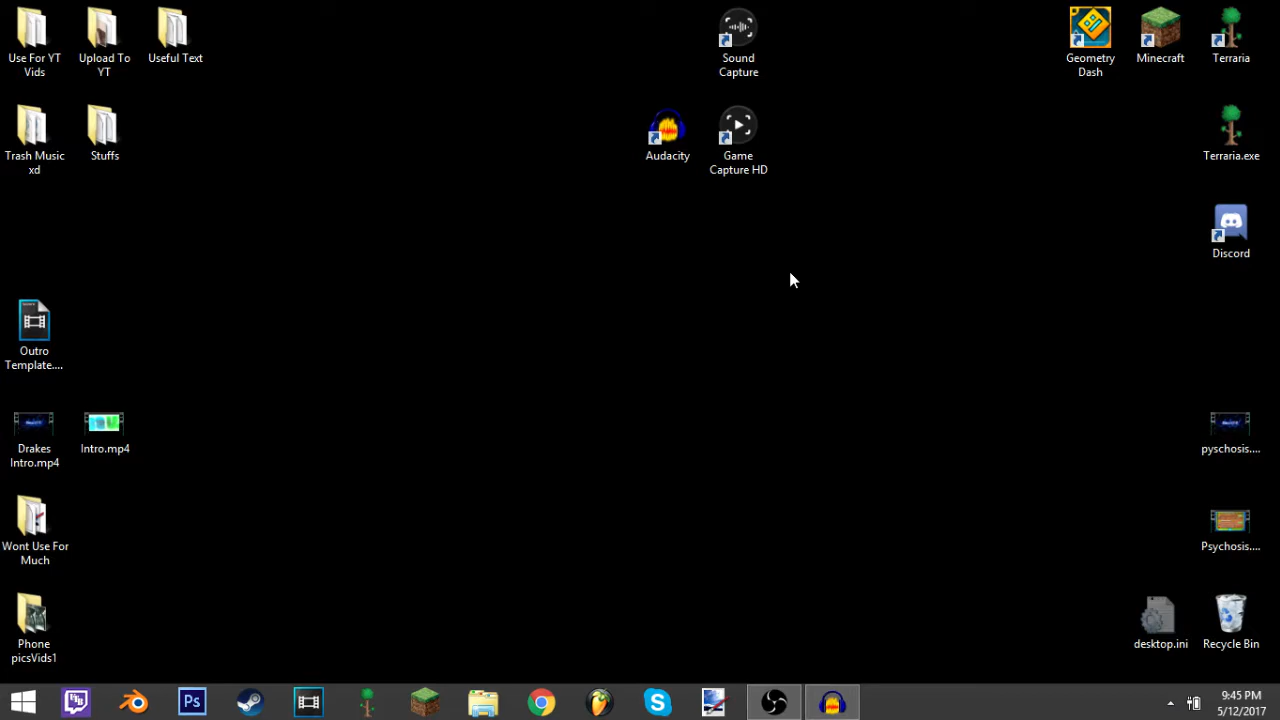 Use For YT
Vids
Upload To
YT
Useful Text
Sound
Capture
Geometry
Dash
Minecraft
Terraria
Trash Music
xd
Stuffs
Audacity
Game
Capture HD
Terraria.exe
Discord
Outro
Template....
Drakes
Intro.mp4
Intro.mp4
pyschosis....
Wont Use For
Much
Psychosis....
Phone
picsVids1
desktop.ini
Recycle Bin
Ps
9:45 PM
5/12/2017